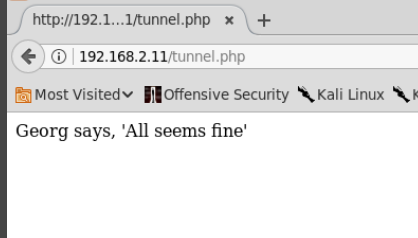 http://192.1...1/tunnel.php × +
192.168.2.11/tunnel.php
Most Visited Offensive Security Kali Linux
Georg says, 'All seems fine'